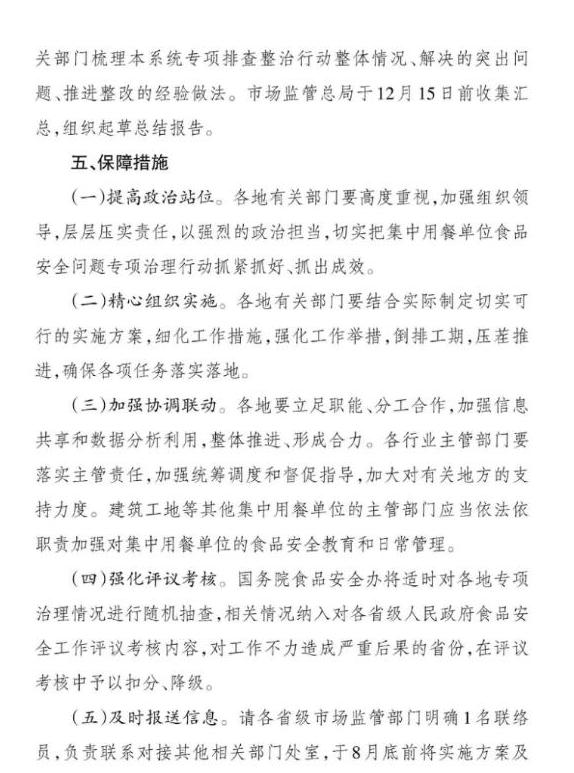 关部门梳理本系统专项排查整治行动整体情况、解决的突出问
题、推进整改的经验做法。市场监管总局于12月15日前收集汇
总,组织起草总结报告。
五、保障措施
(一)提高政治站位。各地有关部门要高度重视,加强组织领
导,层层压实责任,以强烈的政治担当,切实把集中用餐单位食品
安全问题专项治理行动抓紧抓好、抓出成效。
(二)精心组织实施。各地有关部门要结合实际制定切实可
行的实施方案,细化工作措施,强化工作举措,倒排工期,压茬推
进,确保各项任务落实落地。
(三)加强协调联动。各地要立足职能、分工合作,加强信息
共享和数据分析利用,整体推进、形成合力。各行业主管部门要
落实主管责任,加强统筹调度和督促指导,加大对有关地方的支
持力度。建筑工地等其他集中用餐单位的主管部门应当依法依
职责加强对集中用餐单位的食品安全教育和日常管理。
(四)强化评议考核。国务院食品安全办将适时对各地专项
治理情况进行随机抽查,相关情况纳入对各省级人民政府食品安
全工作评议考核内容,对工作不力造成严重后果的省份,在评议
考核中予以扣分、降级。
(五)及时报送信息。请各省级市场监管部门明确1名联络
员,负责联系对接其他相关部门处室,于8月底前将实施方案及